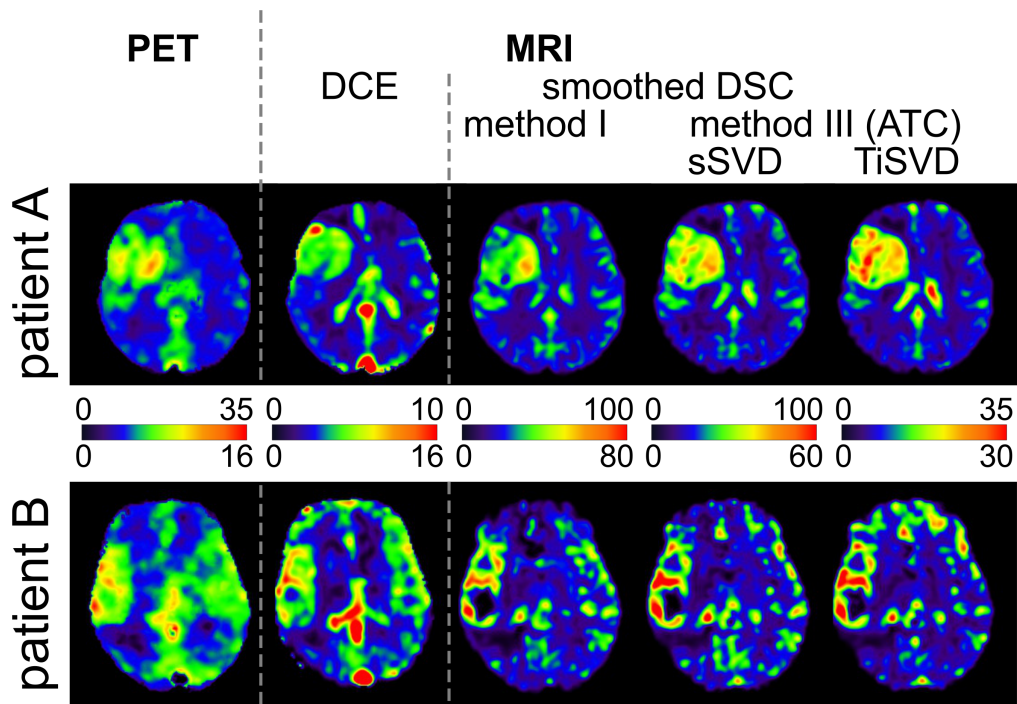 PET
MRI
DCE
smoothed DSC
method I
method III (ATC)
sSVD
TiSVD
patient A
0 35 0 10 0 100 0 100 0 35
0 16 0 16 0 80 0 60 0 30
patient B